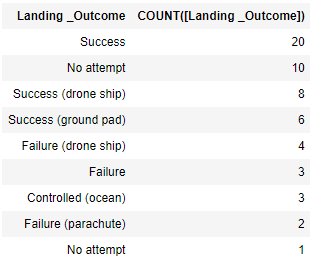 Landing _Outcome COUNT([Landing _Outcome])
Success 20
No attempt 10
Success (drone ship) 8
Success (ground pad) 6
Failure (drone ship) 4
Failure 3
Controlled (ocean) 3
Failure (parachute) 2
No attempt 1